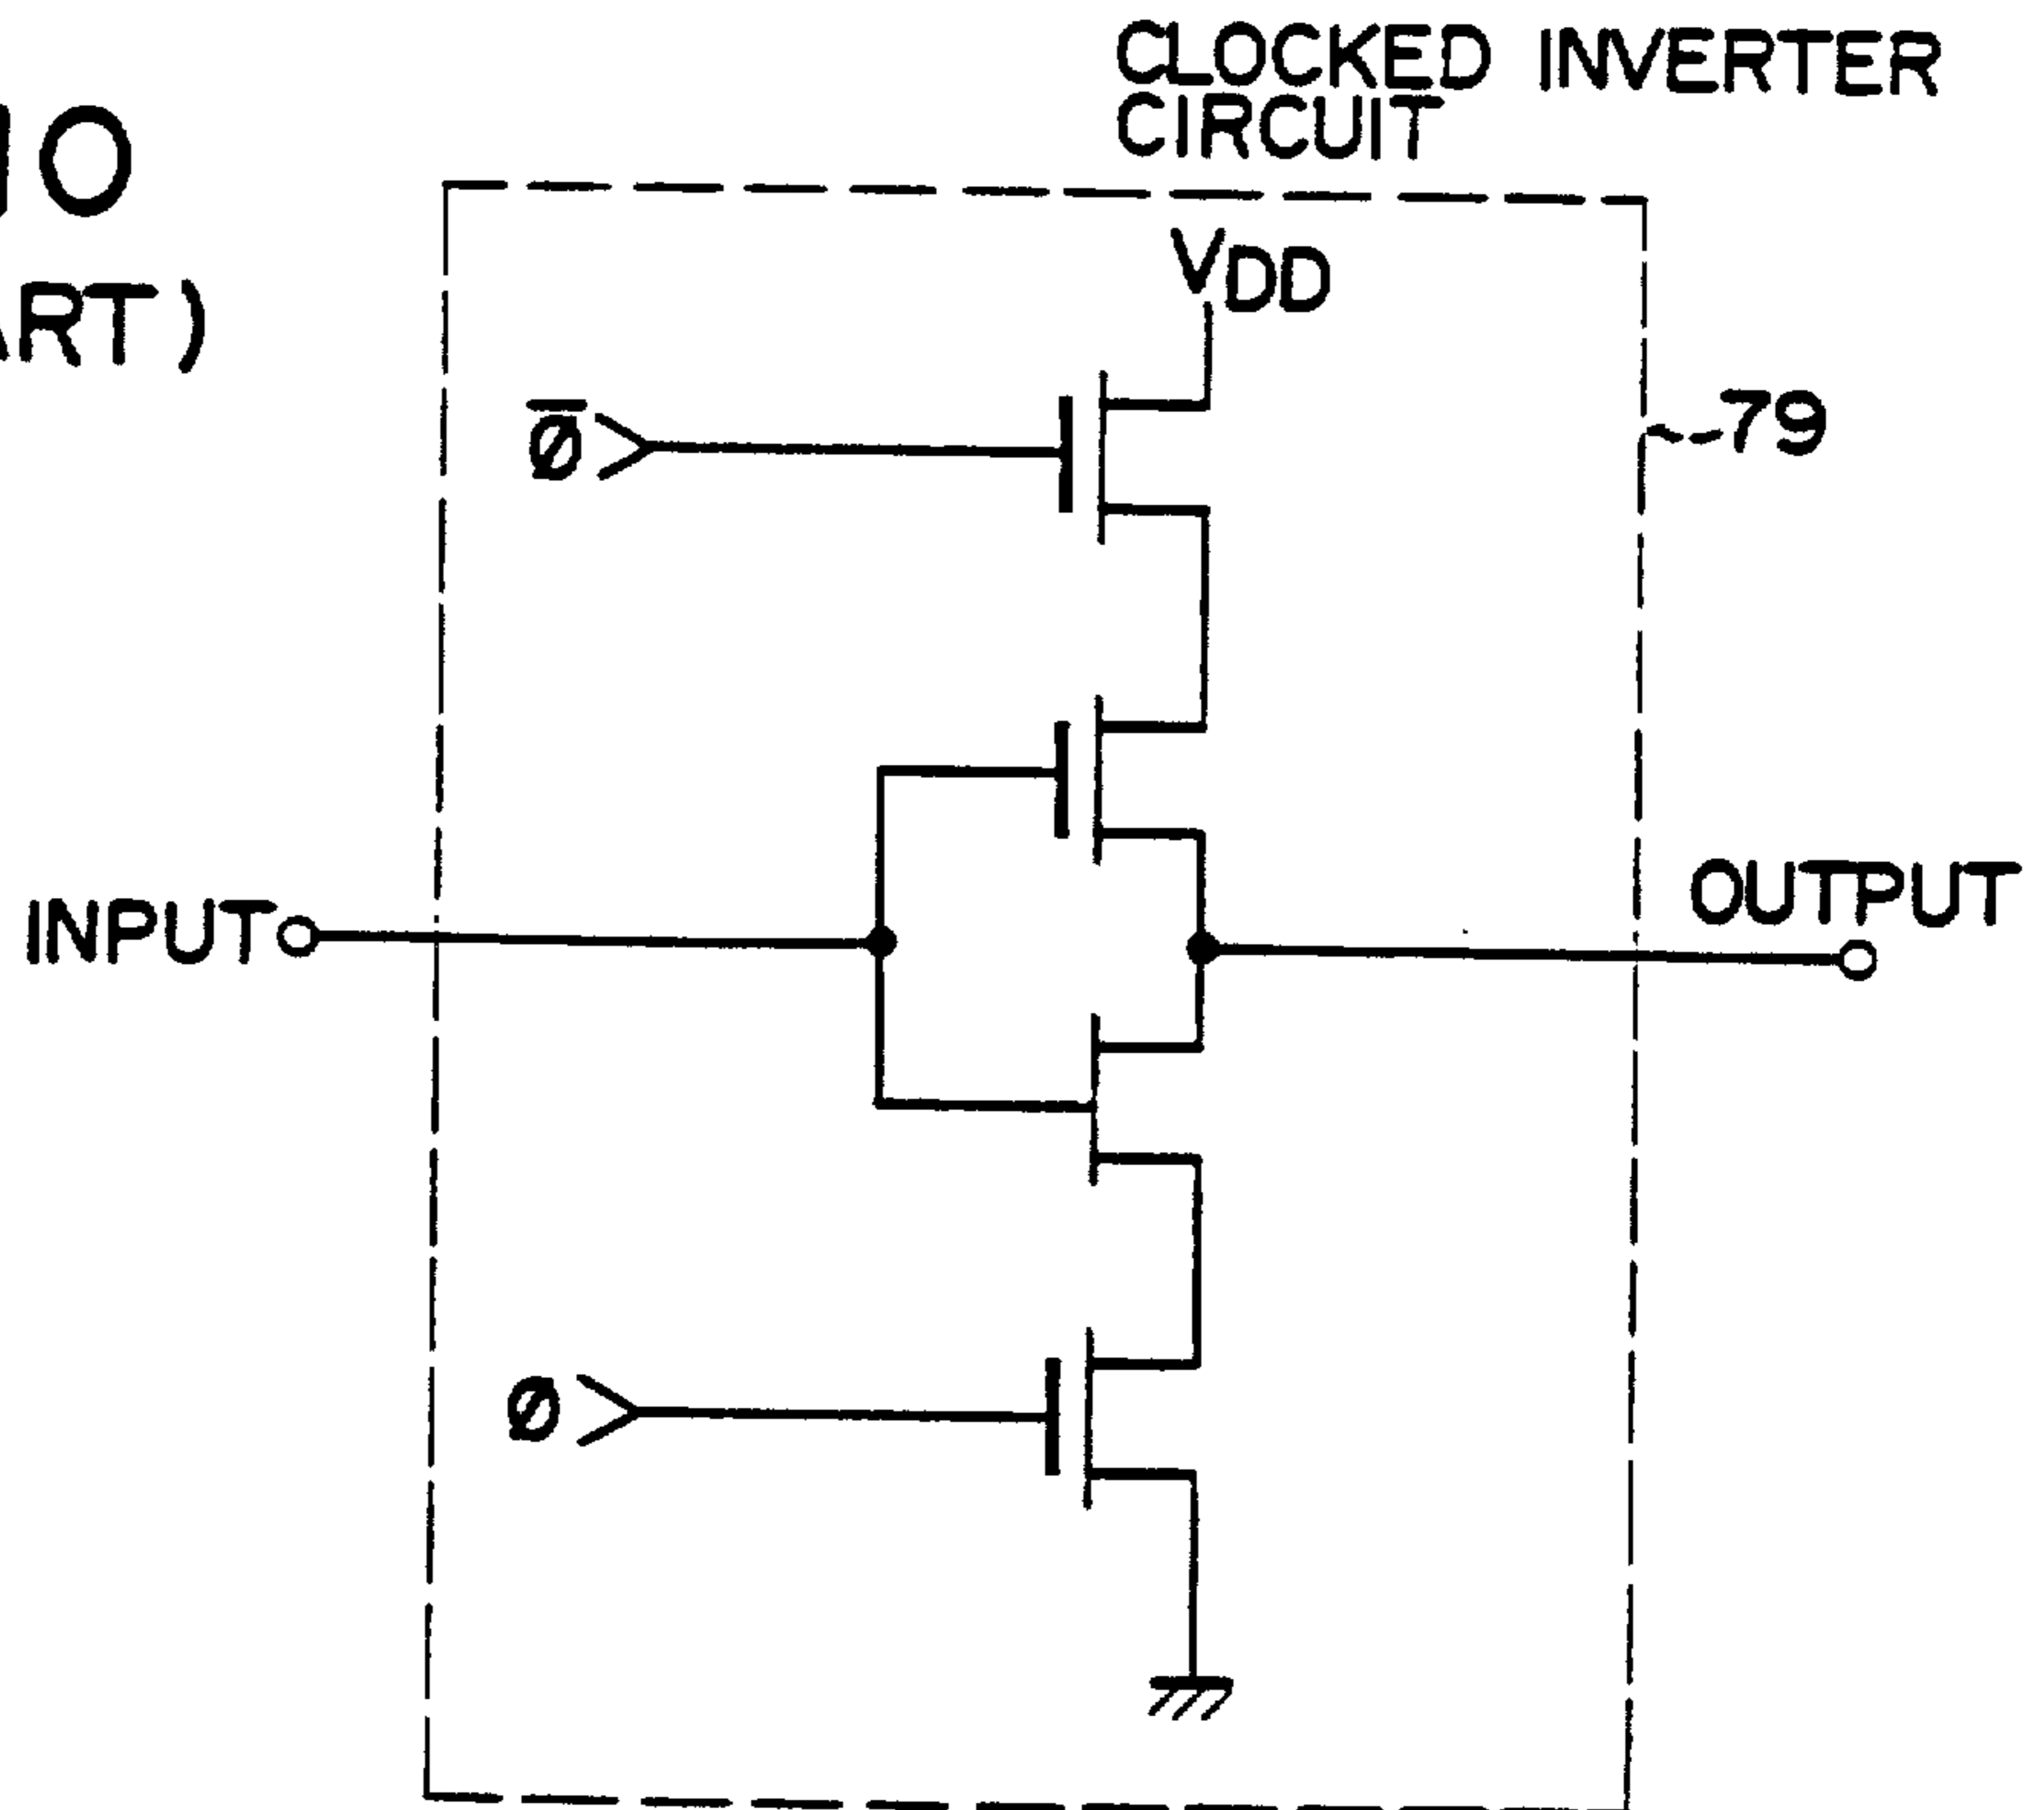 CLOCKED INVERTER
CIRCUIT
10
ART)
VDD
Ø̅
79
INPUT
OUTPUT
Ø